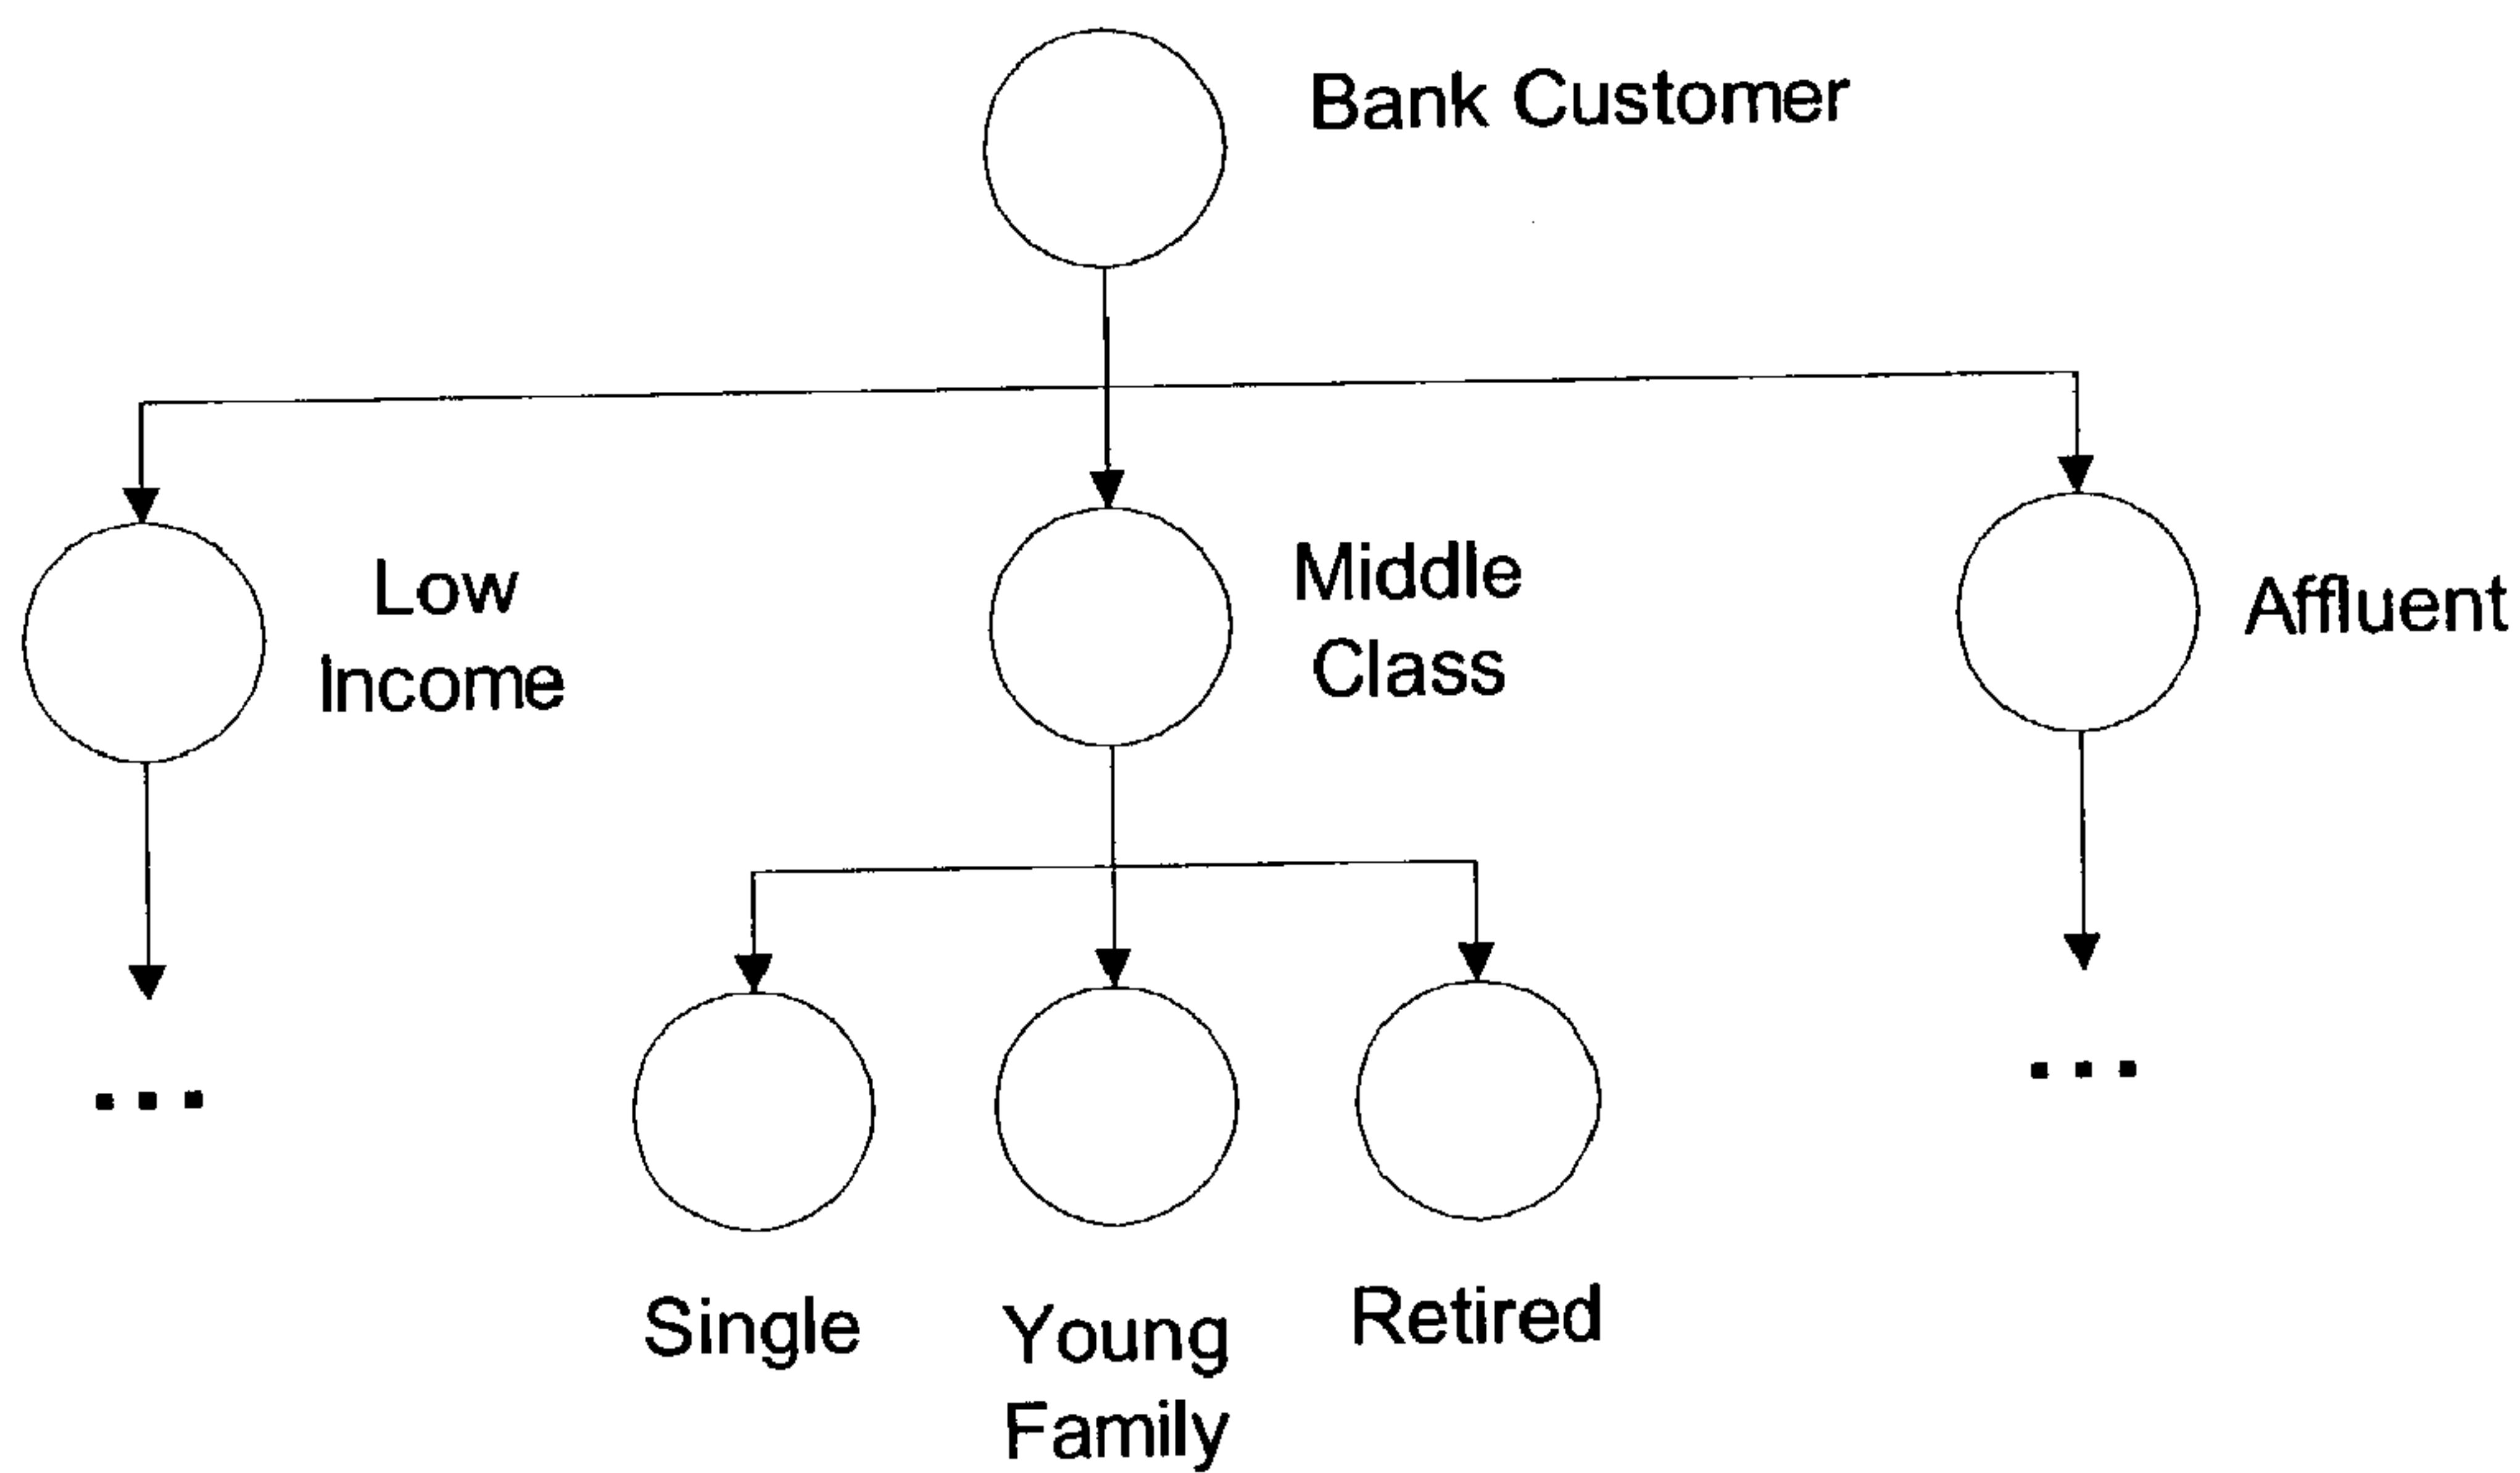 Bank Customer
Low
Income
Middle
Class
Affluent
...
...
Single
Young
Family
Retired